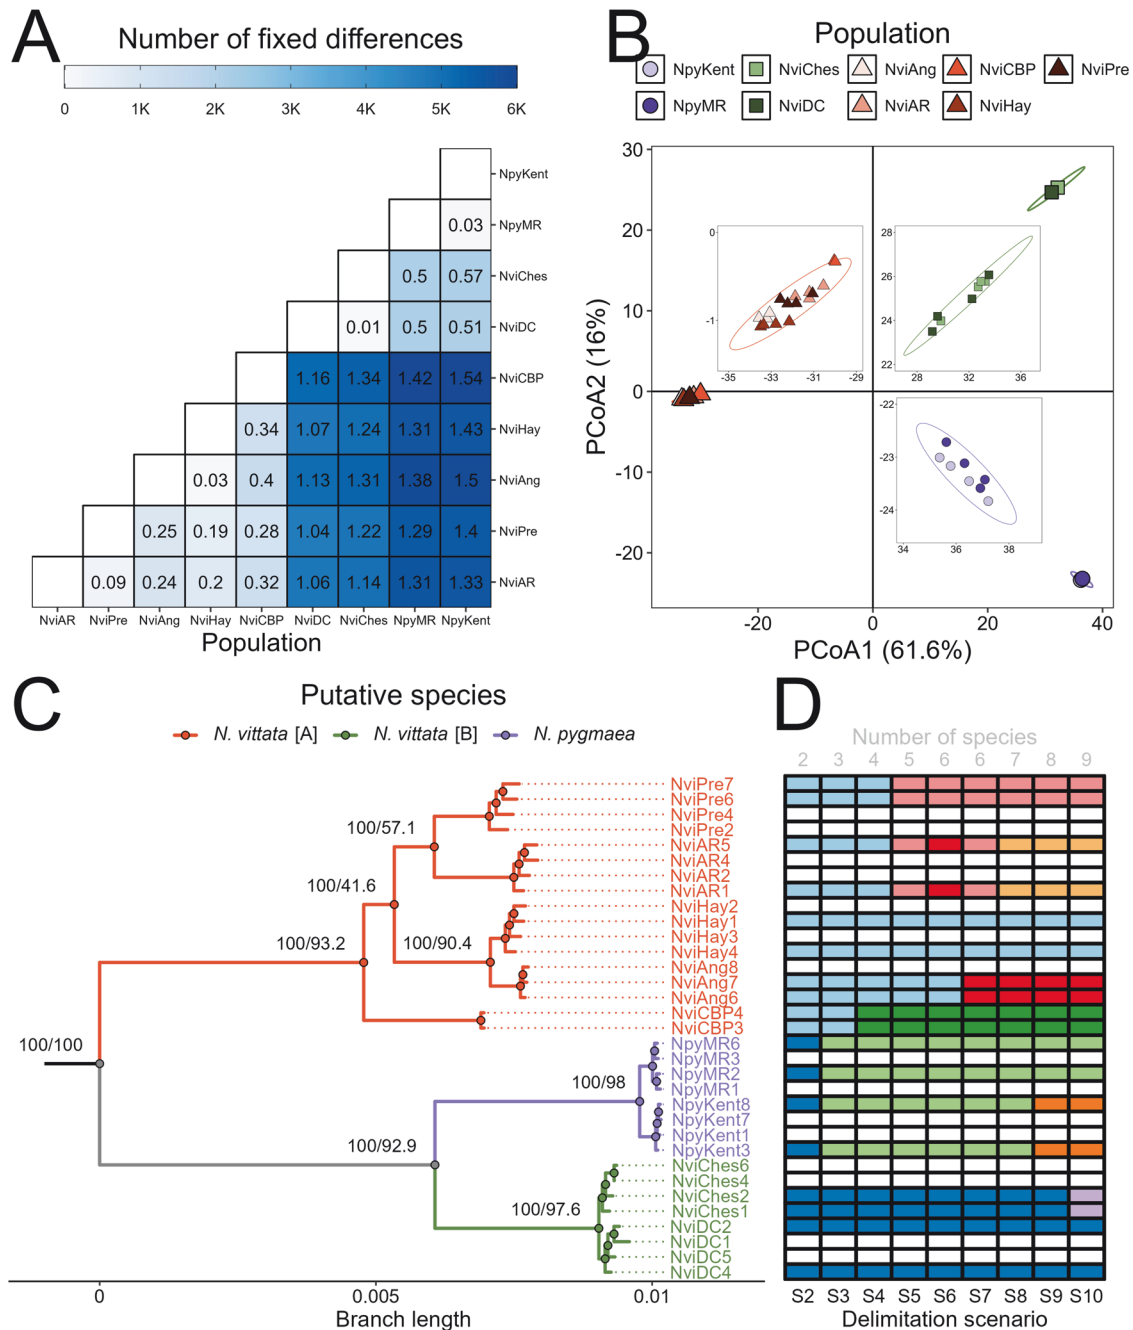 A
Number of fixed differences
0 1K 2K 3K 4K 5K 6K
NpyKent
0.03 NpyMR
0.5 0.57 NviChes
0.01 0.5 0.51 NviDC
1.16 1.34 1.42 1.54 NviCBP
0.34 1.07 1.24 1.31 1.43 NviHay
0.03 0.4 1.13 1.31 1.38 1.5 NviAng
0.25 0.19 0.28 1.04 1.22 1.29 1.4 NviPre
0.09 0.24 0.2 0.32 1.06 1.14 1.31 1.33 NviAR
NviAR NviPre NviAng NviHay NviCBP NviDC NviChes NpyMR NpyKent
Population
B
Population
NpyKent NviChes NviAng NviCBP NviPre
NpyMR NviDC NviAR NviHay
PCoA2 (16%)
30
20
10
0
-10
-20
-20 0 20 40
PCoA1 (61.6%)
0
-1
-35 -33 -31 -29
28
26
24
22
28 32 36
-22
-23
-24
34 36 38
C
Putative species
N. vittata [A] N. vittata [B] N. pygmaea
100/57.1
100/41.6
100/93.2
100/90.4
100/100
100/98
100/92.9
100/97.6
NviPre7
NviPre6
NviPre4
NviPre2
NviAR5
NviAR4
NviAR2
NviAR1
NviHay2
NviHay1
NviHay3
NviHay4
NviAng8
NviAng7
NviAng6
NviCBP4
NviCBP3
NpyMR6
NpyMR3
NpyMR2
NpyMR1
NpyKent8
NpyKent7
NpyKent1
NpyKent3
NviChes6
NviChes4
NviChes2
NviChes1
NviDC2
NviDC1
NviDC5
NviDC4
0 0.005 0.01
Branch length
D
Number of species
2 3 4 5 6 6 7 8 9
S2 S3 S4 S5 S6 S7 S8 S9 S10
Delimitation scenario